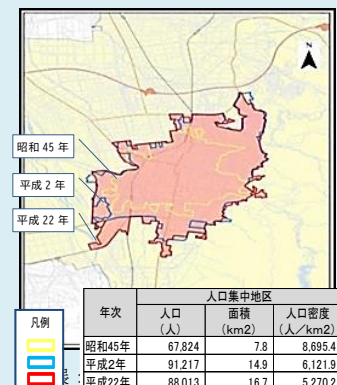 N
昭和 45 年
平成 2 年
平成 22 年
凡例
年次 人口集中地区
人口 (人) 面積 (km2) 人口密度 (人/km2)
昭和45年 67,824 7.8 8,695.4
平成2年 91,217 14.9 6,121.9
平成22年 88,013 16.7 5,270.2